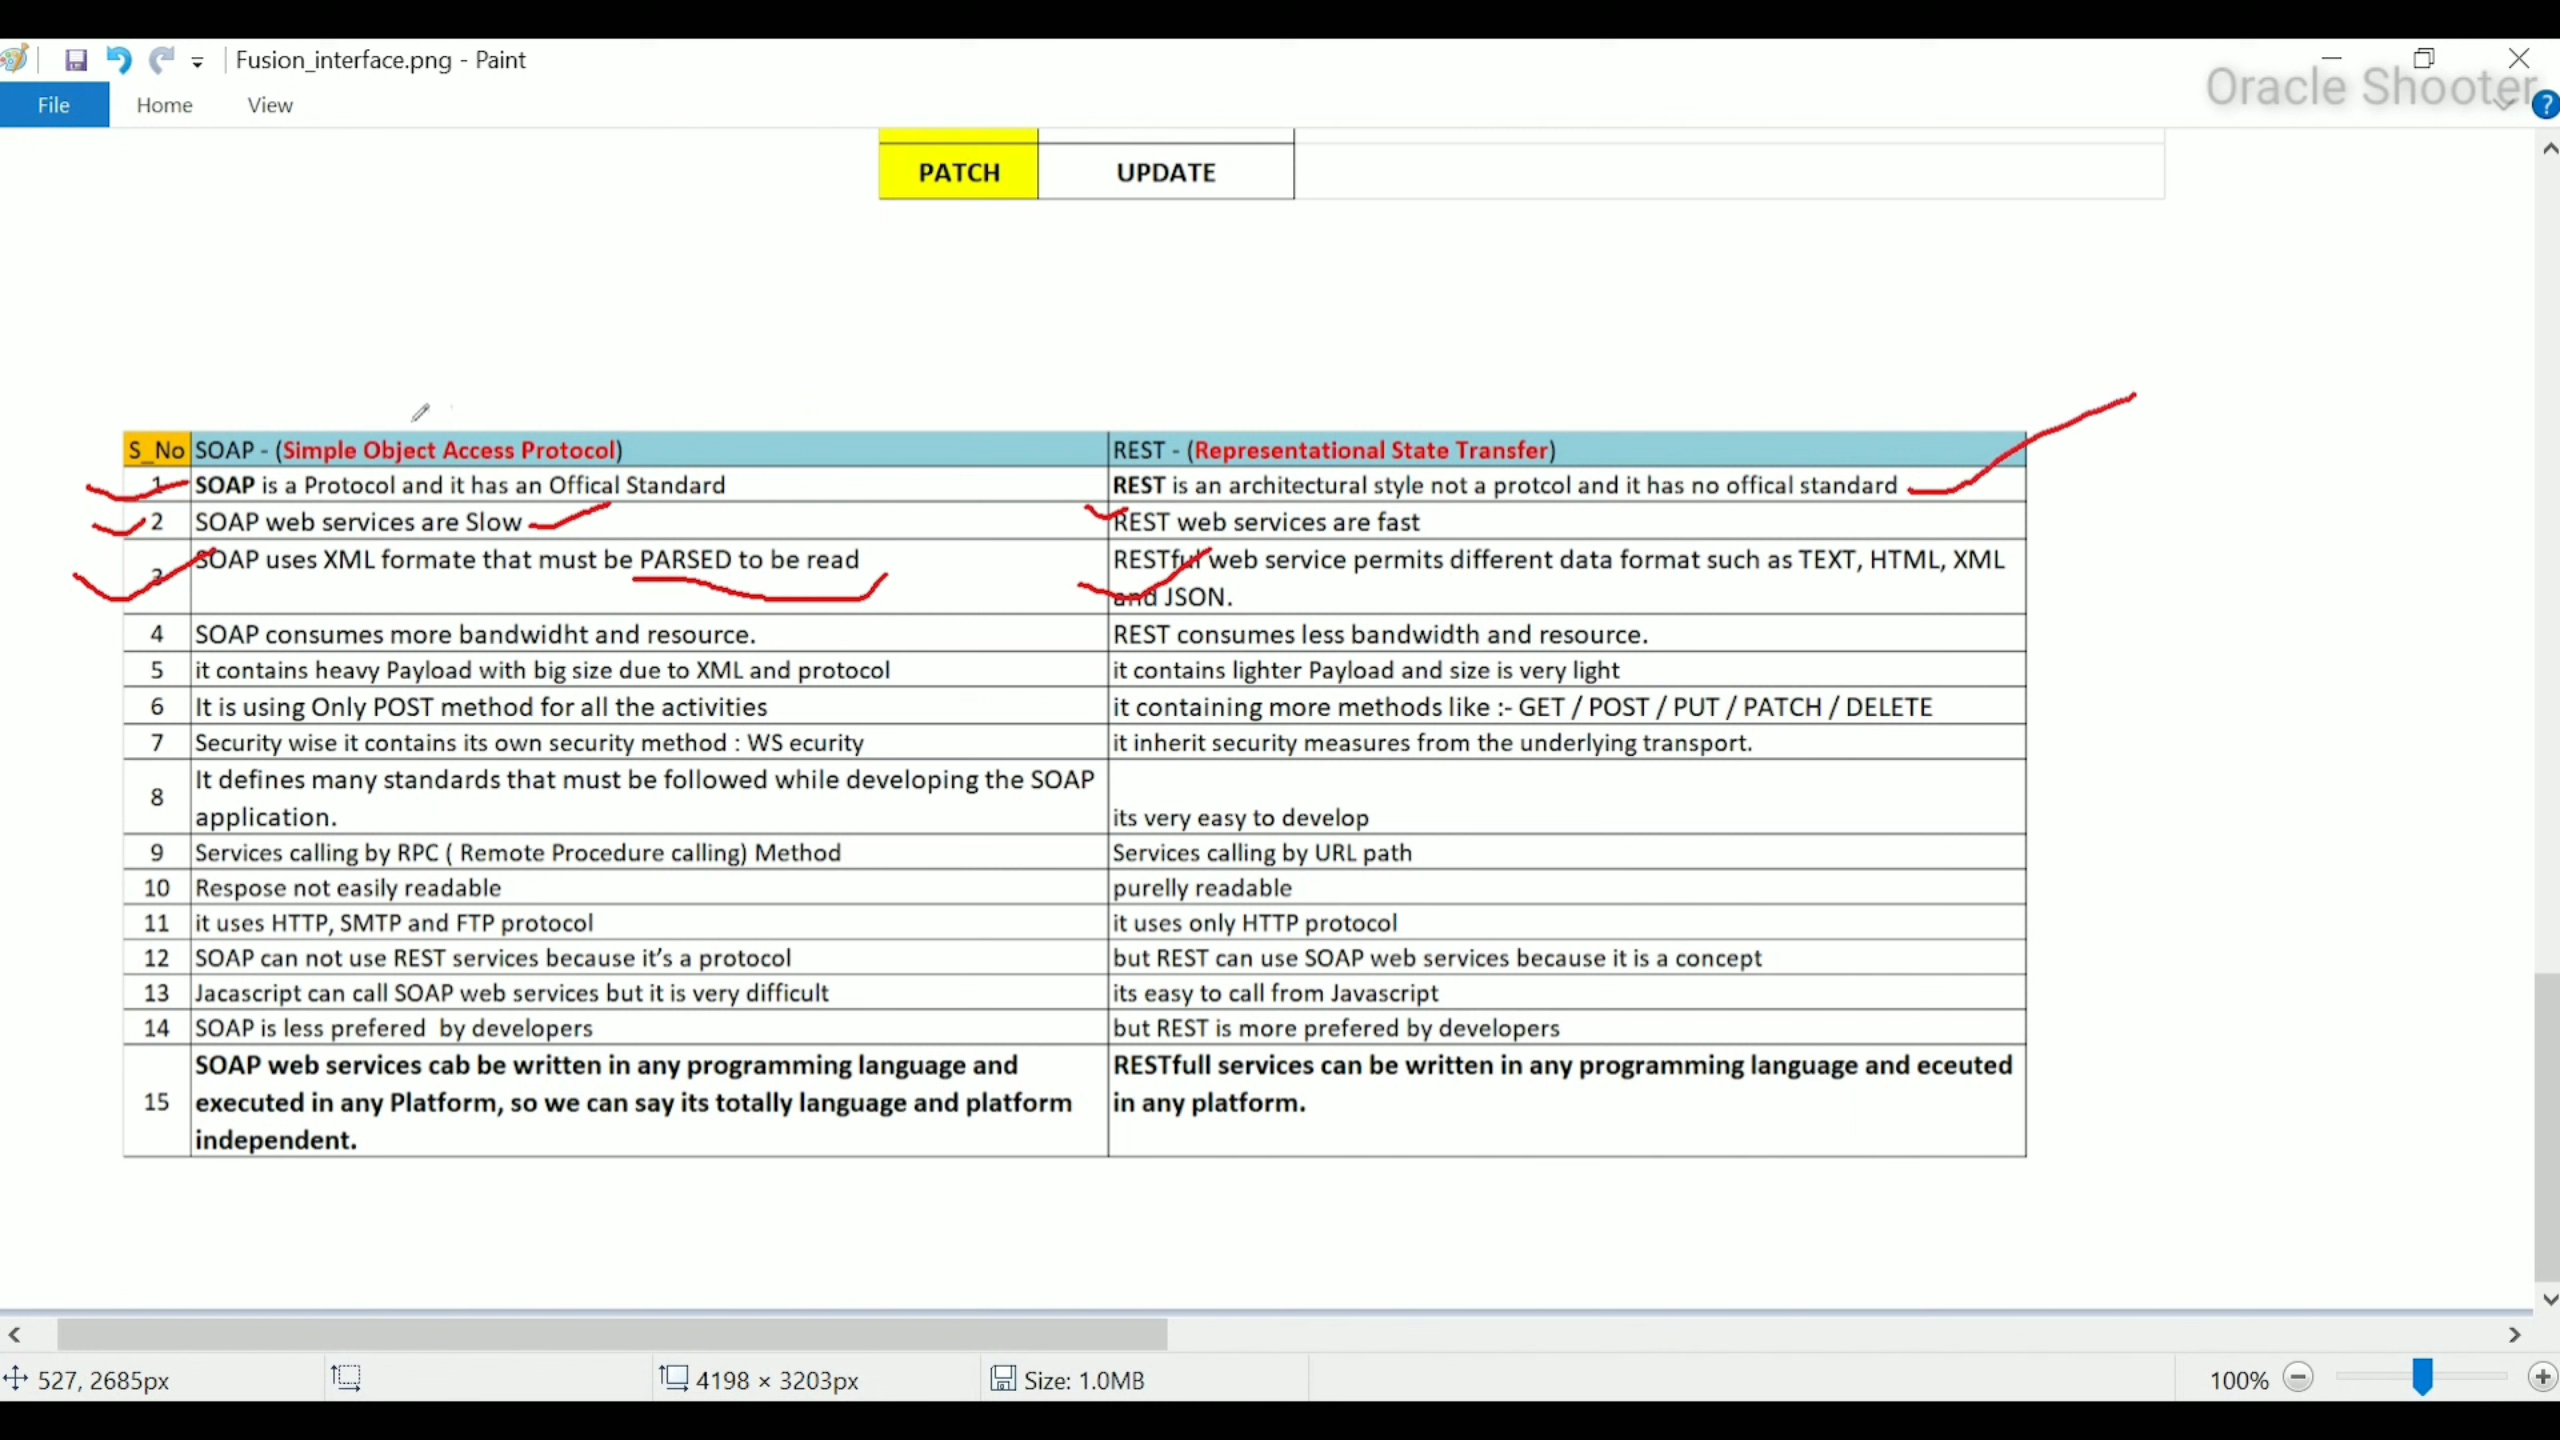 Fusion_interface.png - Paint
File Home View
Oracle Shooter
PATCH UPDATE
S_No SOAP - (Simple Object Access Protocol) REST - (Representational State Transfer)
1 SOAP is a Protocol and it has an Offical Standard REST is an architectural style not a protcol and it has no offical standard
2 SOAP web services are Slow REST web services are fast
3 SOAP uses XML formate that must be PARSED to be read RESTful web service permits different data format such as TEXT, HTML, XML
and JSON.
4 SOAP consumes more bandwidht and resource. REST consumes less bandwidth and resource.
5 it contains heavy Payload with big size due to XML and protocol it contains lighter Payload and size is very light
6 It is using Only POST method for all the activities it containing more methods like :- GET / POST / PUT / PATCH / DELETE
7 Security wise it contains its own security method : WS ecurity it inherit security measures from the underlying transport.
8 It defines many standards that must be followed while developing the SOAP
application. its very easy to develop
9 Services calling by RPC ( Remote Procedure calling) Method Services calling by URL path
10 Respose not easily readable purelly readable
11 it uses HTTP, SMTP and FTP protocol it uses only HTTP protocol
12 SOAP can not use REST services because it’s a protocol but REST can use SOAP web services because it is a concept
13 Jacascript can call SOAP web services but it is very difficult its easy to call from Javascript
14 SOAP is less prefered by developers but REST is more prefered by developers
15 SOAP web services cab be written in any programming language and RESTfull services can be written in any programming language and eceuted
executed in any Platform, so we can say its totally language and platform in any platform.
independent.
527, 2685px 4198 × 3203px Size: 1.0MB 100%